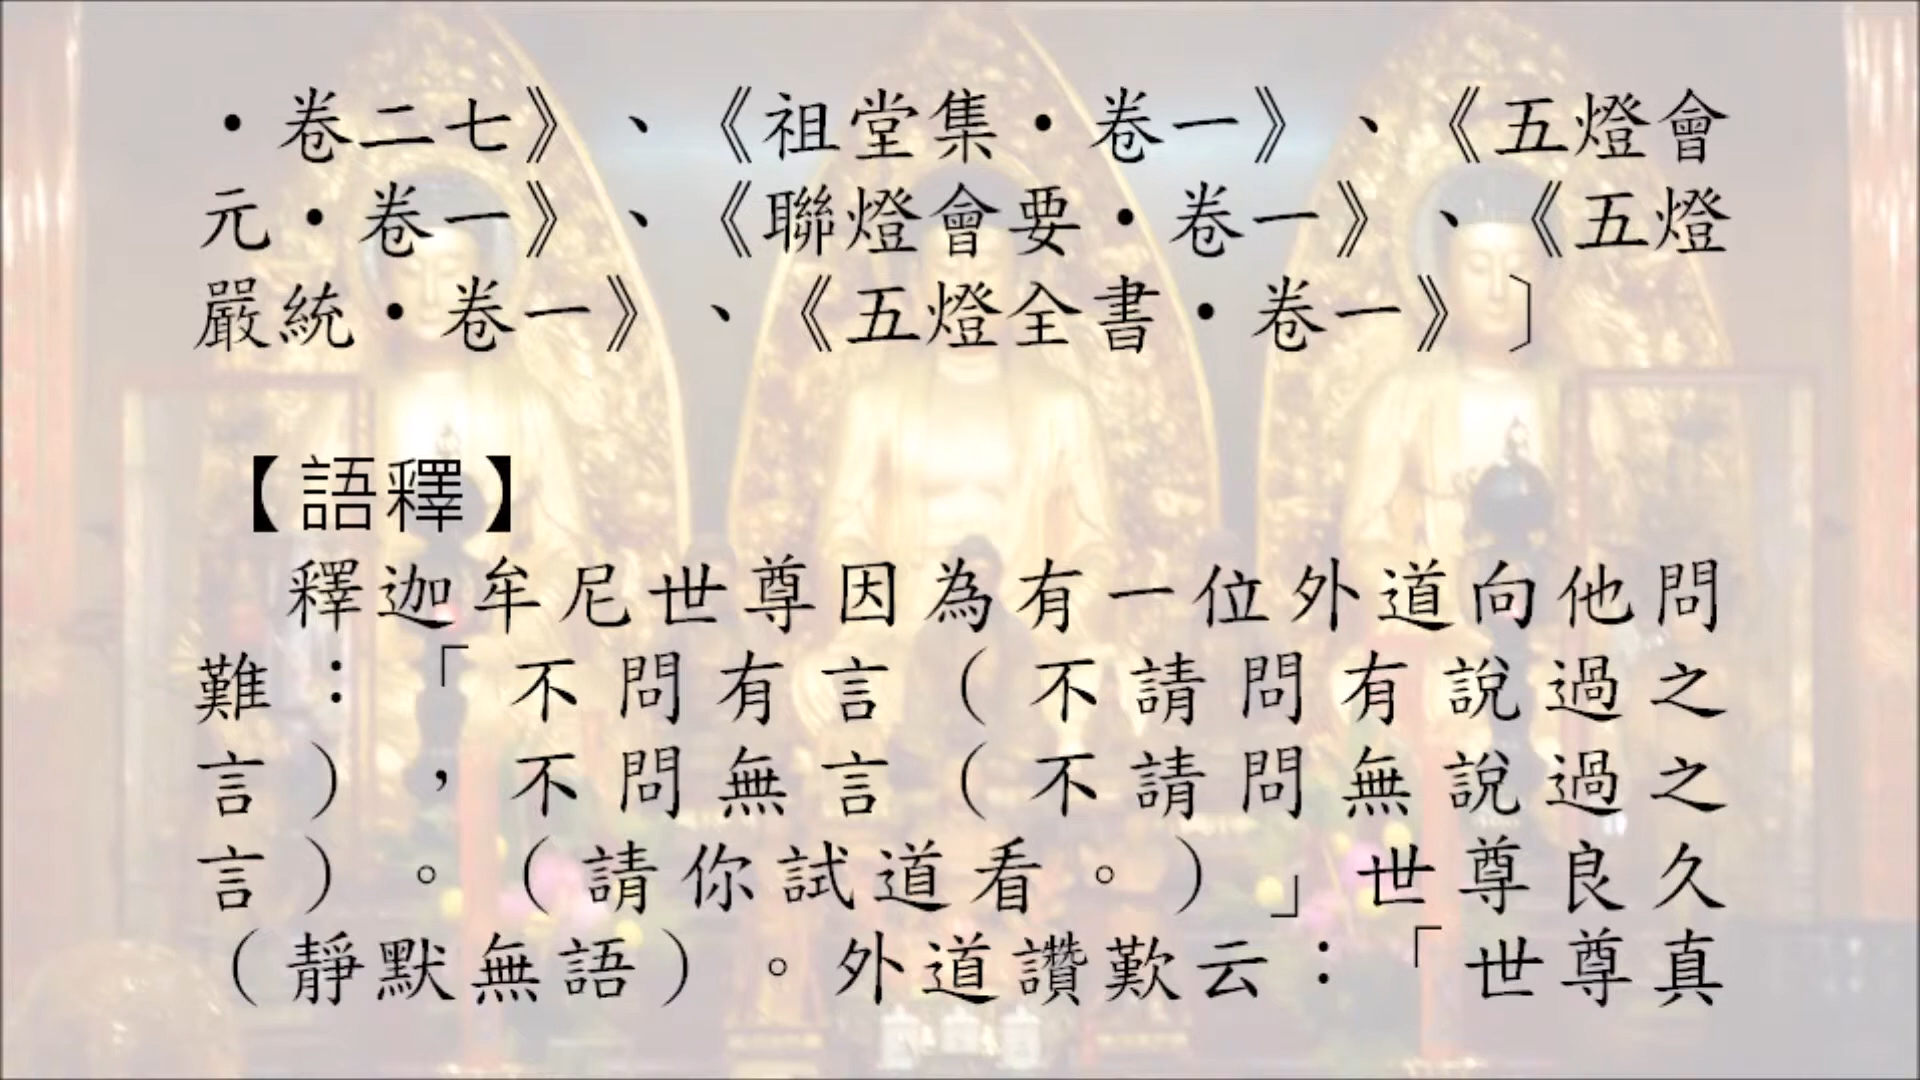 ・卷二七》、《祖堂集・卷一》、《五燈會
元・卷一》、《聯燈會要・卷一》、《五燈
嚴統・卷一》、《五燈全書・卷一》〕
【語釋】
釋迦牟尼世尊因為有一位外道向他問
難：「不問有言（不請問有說過之
言），不問無言（不請問無說過之
言）。（請你試道看。）」世尊良久
（靜默無語）。外道讚歎云：「世尊真